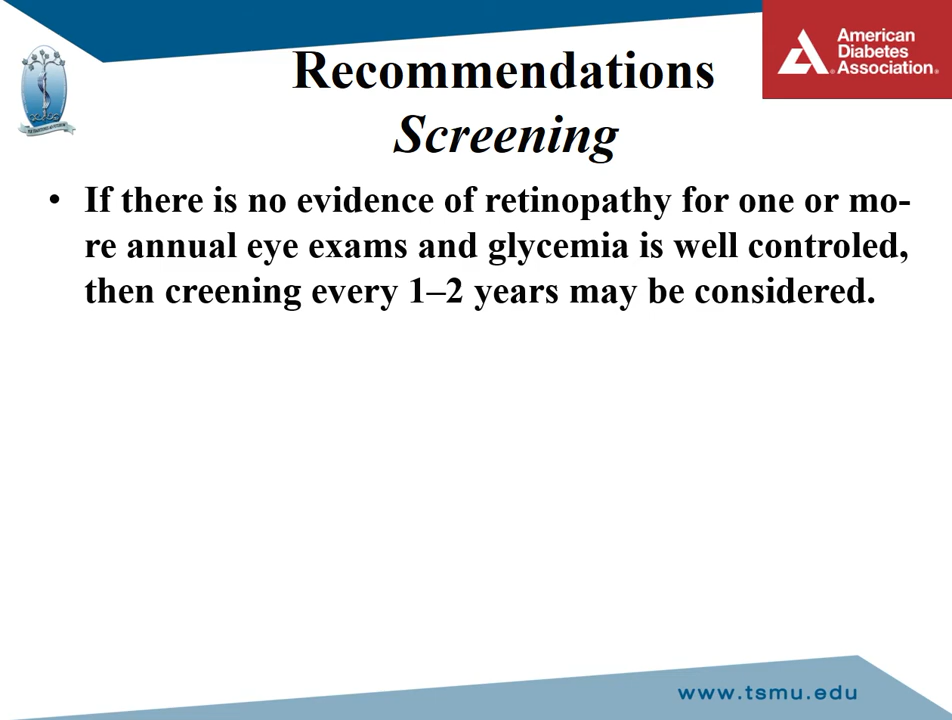 American
Diabetes
Association®
Recommendations
Screening
• If there is no evidence of retinopathy for one or mo-
re annual eye exams and glycemia is well controled,
then creening every 1–2 years may be considered.
www.tsmu.edu